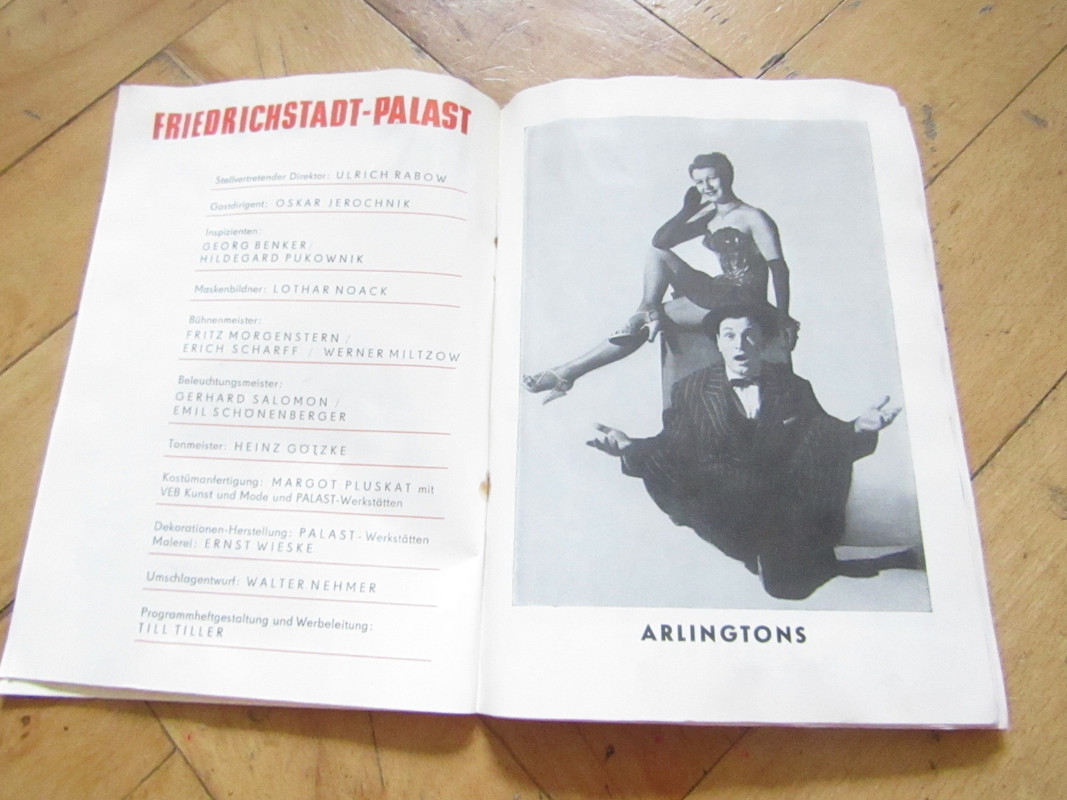 FRIEDRICHSTADT-PALAST
Stellvertretender Direktor: ULRICH RABOW
Gastdirigent: OSKAR JEROCHNIK
Inspizienten:
GEORG BENKER/
HILDEGARD PUKOWNIK
Maskenbildner: LOTHAR NOACK
Bühnenmeister:
FRITZ MORGENSTERN /
ERICH SCHARFF / WERNER MILTZOW
Beleuchtungsmeister:
GERHARD SALOMON /
EMIL SCHÖNENBERGER
Tonmeister: HEINZ GÖTZKE
Kostümanfertigung: MARGOT PLUSKAT mit
VEB Kunst und Mode und PALAST-Werkstätten
Dekorationen-Herstellung: PALAST-Werkstätten
Malerei: ERNST WIESKE
Umschlagentwurf: WALTER NEHMER
Programmheftgestaltung und Werbeleitung:
TILL TILLER
ARLINGTONS